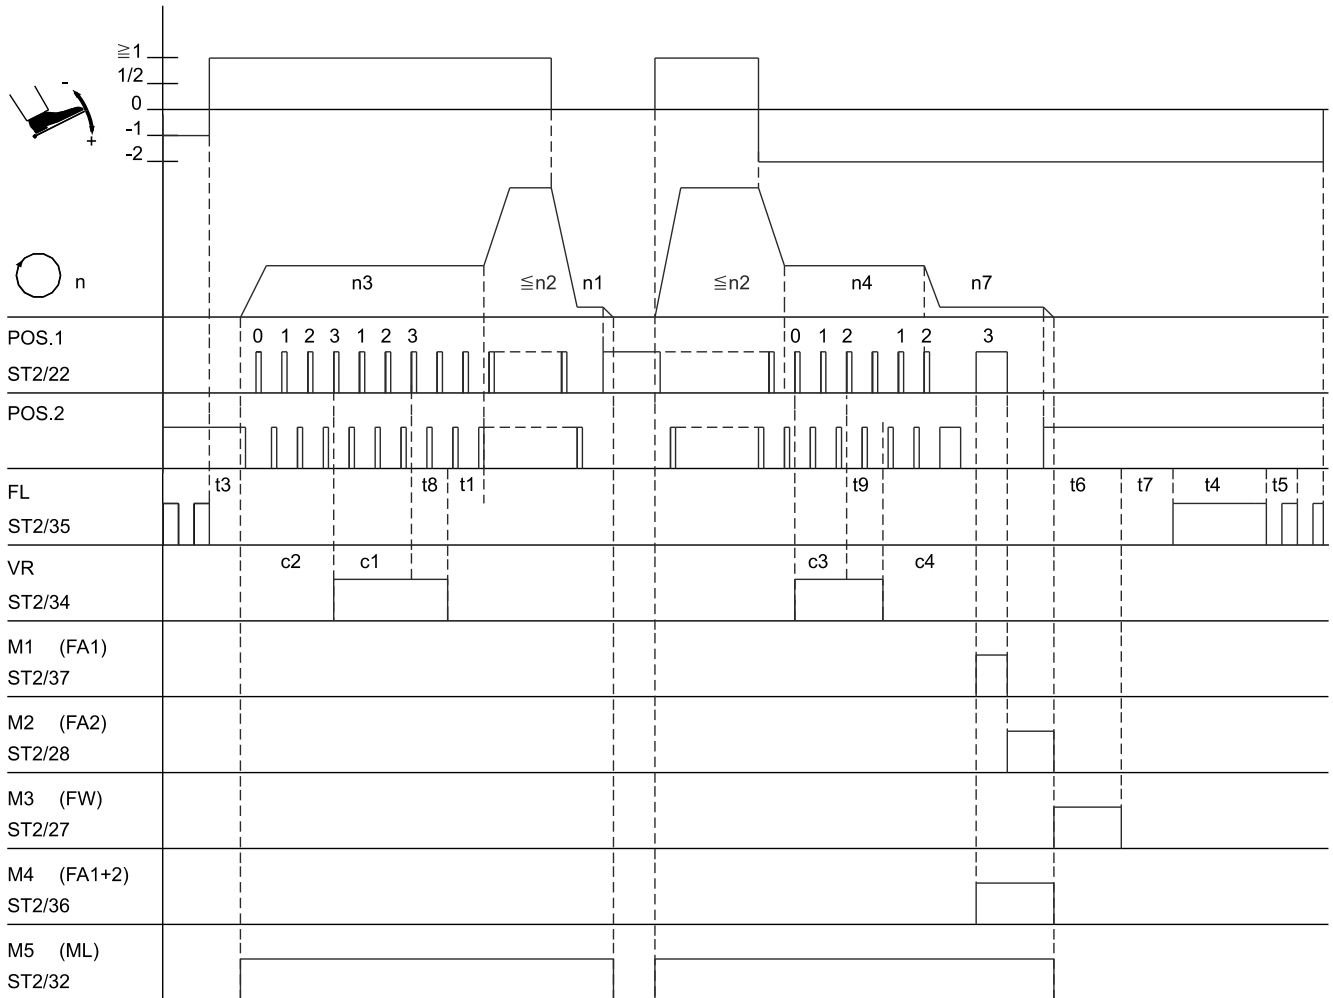 ≧1
1/2
0
-1
-2
-
+
n
n3
≦n2
n1
≦n2
n4
n7
POS.1
ST2/22
0 1 2 3 1 2 3
0 1 2 1 2 3
POS.2
FL
ST2/35
t3
t8
t1
t9
t6
t7
t4
t5
VR
ST2/34
c2
c1
c3
c4
M1 (FA1)
ST2/37
M2 (FA2)
ST2/28
M3 (FW)
ST2/27
M4 (FA1+2)
ST2/36
M5 (ML)
ST2/32